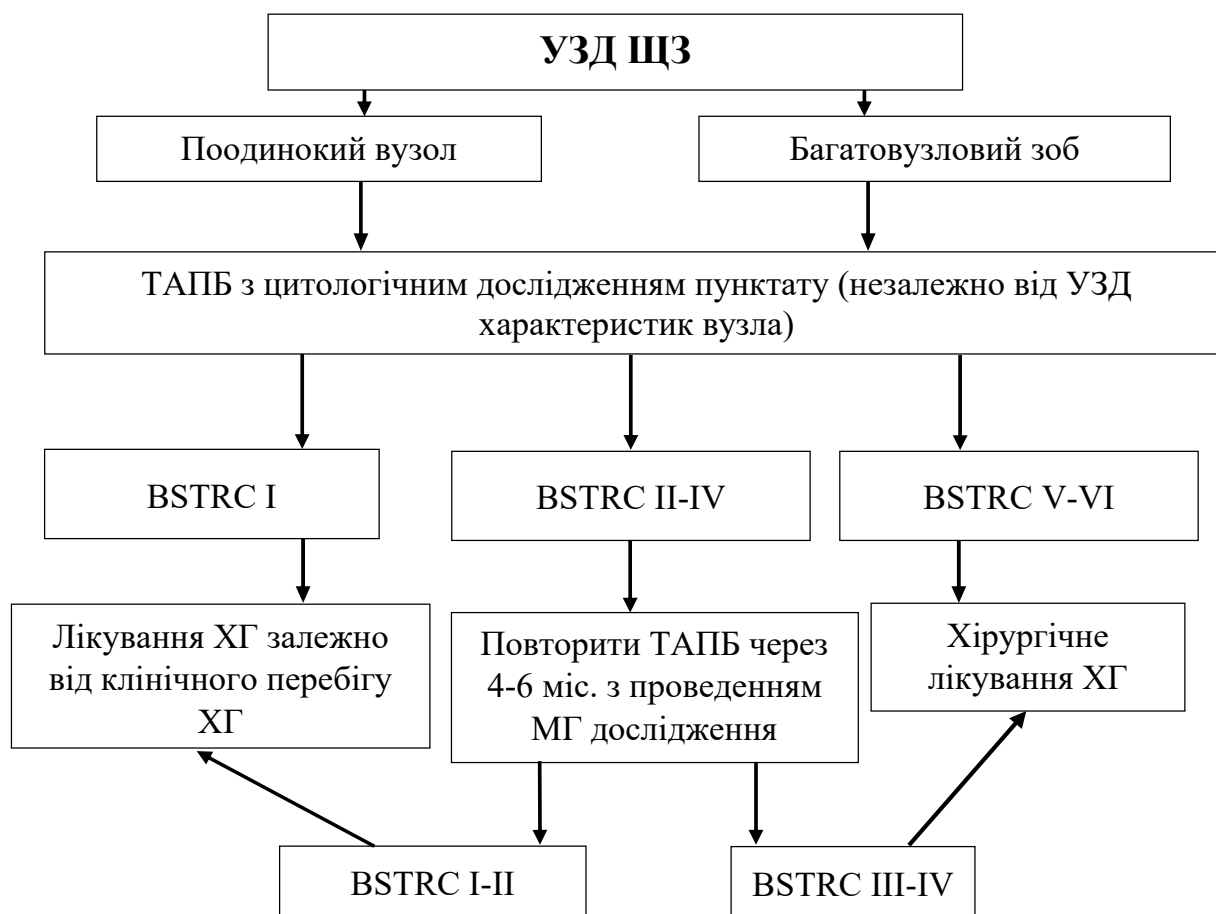 УЗД ЩЗ
Поодинокий вузол
Багатовузловий зоб
ТАПБ з цитологічним дослідженням пунктату (незалежно від УЗД
характеристик вузла)
BSTRC I
BSTRC II-IV
BSTRC V-VI
Лікування ХГ залежно
від клінічного перебігу
ХГ
Повторити ТАПБ через
4-6 міс. з проведенням
МГ дослідження
Хірургічне
лікування ХГ
BSTRC I-II
BSTRC III-IV